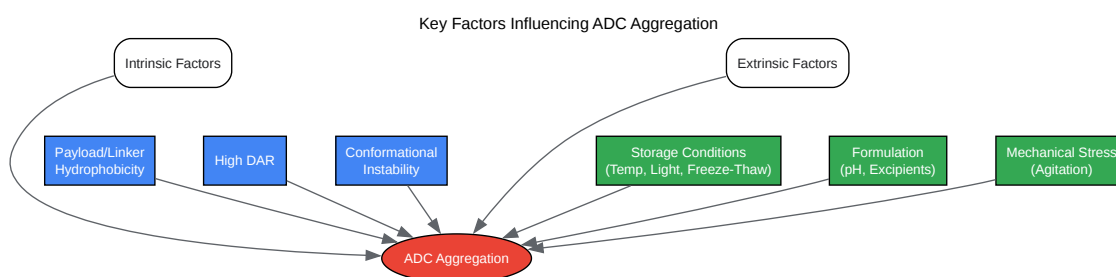 Key Factors Influencing ADC Aggregation
Intrinsic Factors
Extrinsic Factors
Payload/Linker
Hydrophobicity
High DAR
Conformational
Instability
Storage Conditions
(Temp, Light, Freeze-Thaw)
Formulation
(pH, Excipients)
Mechanical Stress
(Agitation)
ADC Aggregation